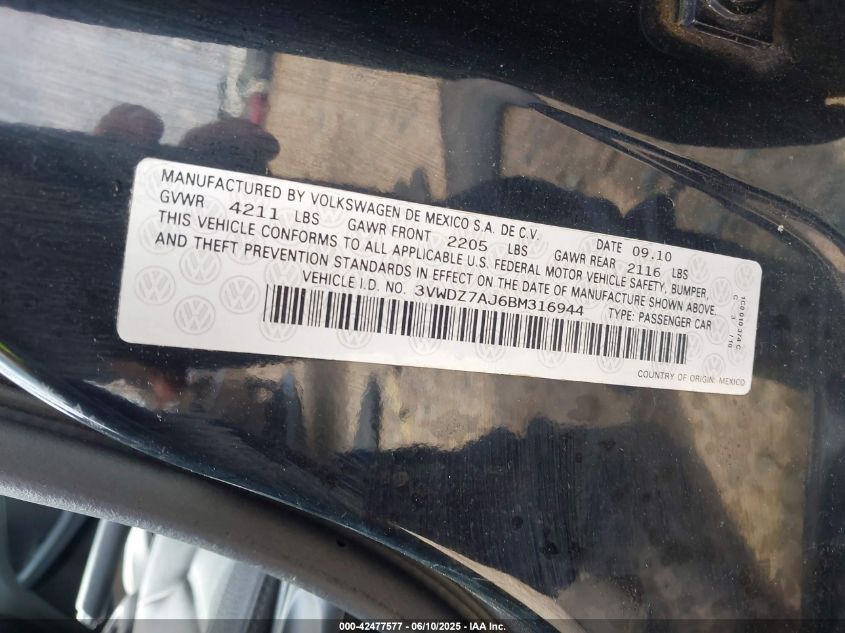 MANUFACTURED BY VOLKSWAGEN DE MEXICO S.A. DE C.V. DATE 09.10
GVWR 4211 LBS GAWR FRONT 2205 LBS GAWR REAR 2116 LBS
THIS VEHICLE CONFORMS TO ALL APPLICABLE U.S. FEDERAL MOTOR VEHICLE SAFETY, BUMPER,
AND THEFT PREVENTION STANDARDS IN EFFECT ON THE DATE OF MANUFACTURE SHOWN ABOVE.
VEHICLE I.D. NO. 3VWDZ7AJ6BM316944 TYPE: PASSENGER CAR
COUNTRY OF ORIGIN: MEXICO
1C0 010 374 C
000-42477577 - 06/10/2025 - IAA Inc.